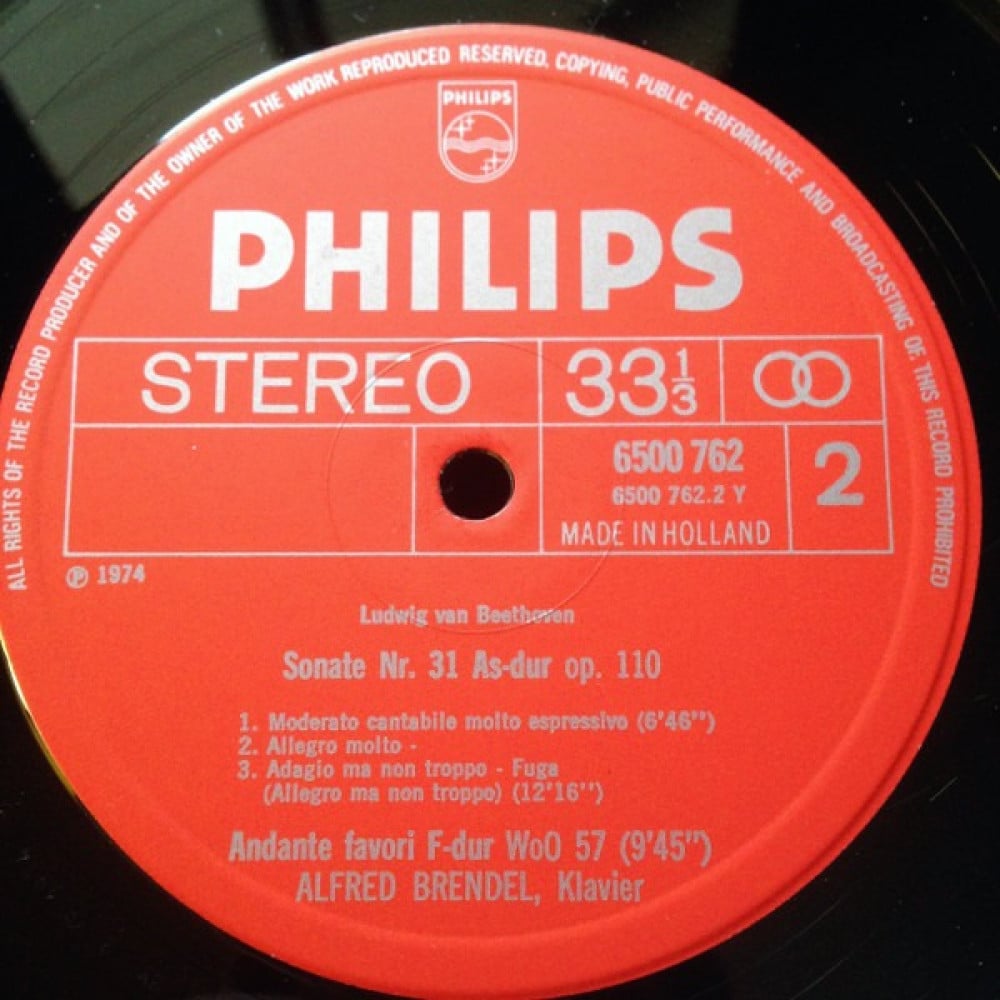 ALL RIGHTS OF THE RECORD PRODUCER AND OF THE OWNER OF THE WORK REPRODUCED RESERVED. COPYING, PUBLIC PERFORMANCE AND BROADCASTING OF THIS RECORD PROHIBITED
PHILIPS
PHILIPS
STEREO
33⅓
6500 762
6500 762.2 Y
MADE IN HOLLAND
2
℗ 1974
Ludwig van Beethoven
Sonate Nr. 31 As-dur op. 110
1. Moderato cantabile molto espressivo (6'46")
2. Allegro molto -
3. Adagio ma non troppo - Fuga
(Allegro ma non troppo) (12'16")
Andante favori F-dur WoO 57 (9'45")
ALFRED BRENDEL, Klavier